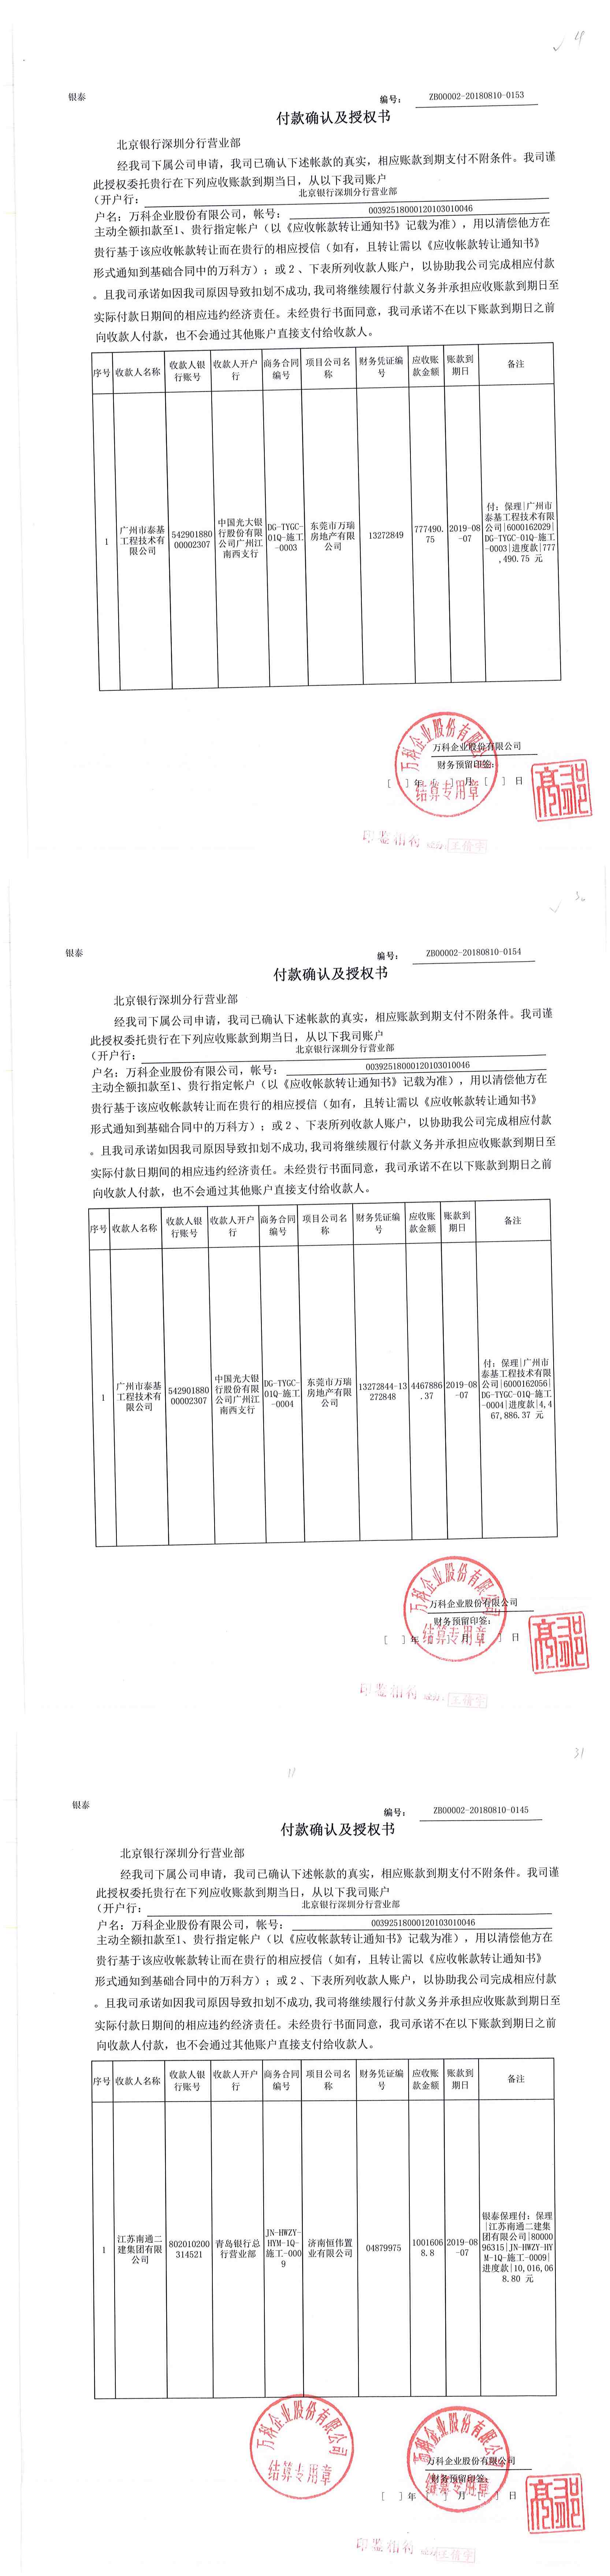 银泰
编号： ZB00002-20180810-0153
付款确认及授权书
北京银行深圳分行营业部
经我司下属公司申请，我司已确认下述帐款的真实，相应账款到期支付不附条件。我司谨
此授权委托贵行在下列应收账款到期当日，从以下我司账户
（开户行： 北京银行深圳分行营业部
户名：万科企业股份有限公司，帐号： 00392518000120103010046
主动全额扣款至1、贵行指定帐户（以《应收帐款转让通知书》记载为准），用以清偿他方在
贵行基于该应收帐款转让而在贵行的相应授信（如有，且转让需以《应收帐款转让通知书》
形式通知到基础合同中的万科方）；或2、下表所列收款人账户，以协助我公司完成相应付款
。且我司承诺如因我司原因导致扣划不成功,我司将继续履行付款义务并承担应收账款到期日至
实际付款日期间的相应违约经济责任。未经贵行书面同意，我司承诺不在以下账款到期日之前
向收款人付款，也不会通过其他账户直接支付给收款人。
序号 收款人名称 收款人银行账号 收款人开户行 商务合同编号 项目公司名称 财务凭证编号 应收账款金额 账款到期日 备注
1 广州市泰基工程技术有限公司 54290188000002307 中国光大银行股份有限公司广州江南西支行 DG-TYGC-01Q-施工-0003 东莞市万瑞房地产有限公司 13272849 777490.75 2019-08-07 付：保理|广州市泰基工程技术有限公司|6000162029|DG-TYGC-01Q-施工-0003|进度款|777,490.75 元
万科企业股份有限公司
财务预留印签：
[ ]年[ ]月[ ]日
万科企业股份有限公司
结算专用章
印鉴相符
银泰
编号： ZB00002-20180810-0154
付款确认及授权书
北京银行深圳分行营业部
经我司下属公司申请，我司已确认下述帐款的真实，相应账款到期支付不附条件。我司谨
此授权委托贵行在下列应收账款到期当日，从以下我司账户
（开户行： 北京银行深圳分行营业部
户名：万科企业股份有限公司，帐号： 00392518000120103010046
主动全额扣款至1、贵行指定帐户（以《应收帐款转让通知书》记载为准），用以清偿他方在
贵行基于该应收帐款转让而在贵行的相应授信（如有，且转让需以《应收帐款转让通知书》
形式通知到基础合同中的万科方）；或2、下表所列收款人账户，以协助我公司完成相应付款
。且我司承诺如因我司原因导致扣划不成功,我司将继续履行付款义务并承担应收账款到期日至
实际付款日期间的相应违约经济责任。未经贵行书面同意，我司承诺不在以下账款到期日之前
向收款人付款，也不会通过其他账户直接支付给收款人。
序号 收款人名称 收款人银行账号 收款人开户行 商务合同编号 项目公司名称 财务凭证编号 应收账款金额 账款到期日 备注
1 广州市泰基工程技术有限公司 54290188000002307 中国光大银行股份有限公司广州江南西支行 DG-TYGC-01Q-施工-0004 东莞市万瑞房地产有限公司 13272844-13272848 4467886.37 2019-08-07 付：保理|广州市泰基工程技术有限公司|6000162056|DG-TYGC-01Q-施工-0004|进度款|4,467,886.37 元
万科企业股份有限公司
财务预留印签：
[ ]年[ ]月[ ]日
万科企业股份有限公司
结算专用章
印鉴相符
31
银泰
编号： ZB00002-20180810-0145
付款确认及授权书
北京银行深圳分行营业部
经我司下属公司申请，我司已确认下述帐款的真实，相应账款到期支付不附条件。我司谨
此授权委托贵行在下列应收账款到期当日，从以下我司账户
（开户行： 北京银行深圳分行营业部
户名：万科企业股份有限公司，帐号： 00392518000120103010046
主动全额扣款至1、贵行指定帐户（以《应收帐款转让通知书》记载为准），用以清偿他方在
贵行基于该应收帐款转让而在贵行的相应授信（如有，且转让需以《应收帐款转让通知书》
形式通知到基础合同中的万科方）；或2、下表所列收款人账户，以协助我公司完成相应付款
。且我司承诺如因我司原因导致扣划不成功,我司将继续履行付款义务并承担应收账款到期日至
实际付款日期间的相应违约经济责任。未经贵行书面同意，我司承诺不在以下账款到期日之前
向收款人付款，也不会通过其他账户直接支付给收款人。
序号 收款人名称 收款人银行账号 收款人开户行 商务合同编号 项目公司名称 财务凭证编号 应收账款金额 账款到期日 备注
1 江苏南通二建集团有限公司 802010200314521 青岛银行总行营业部 JN-HWZY-HYM-1Q-施工-0009 济南恒伟置业有限公司 04879975 10016068.8 2019-08-07 银泰保理付：保理|江苏南通二建集团有限公司|8000096315|JN-HWZY-HYM-1Q-施工-0009|进度款|10,016,068.80 元
万科企业股份有限公司
结算专用章
万科企业股份有限公司
财务预留印签：
[ ]年[ ]月[ ]日
万科企业股份有限公司
结算专用章
印鉴相符